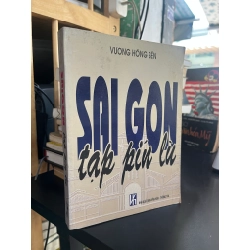 VƯƠNG HỒNG SỂN
SAI GON
tạp pín lù